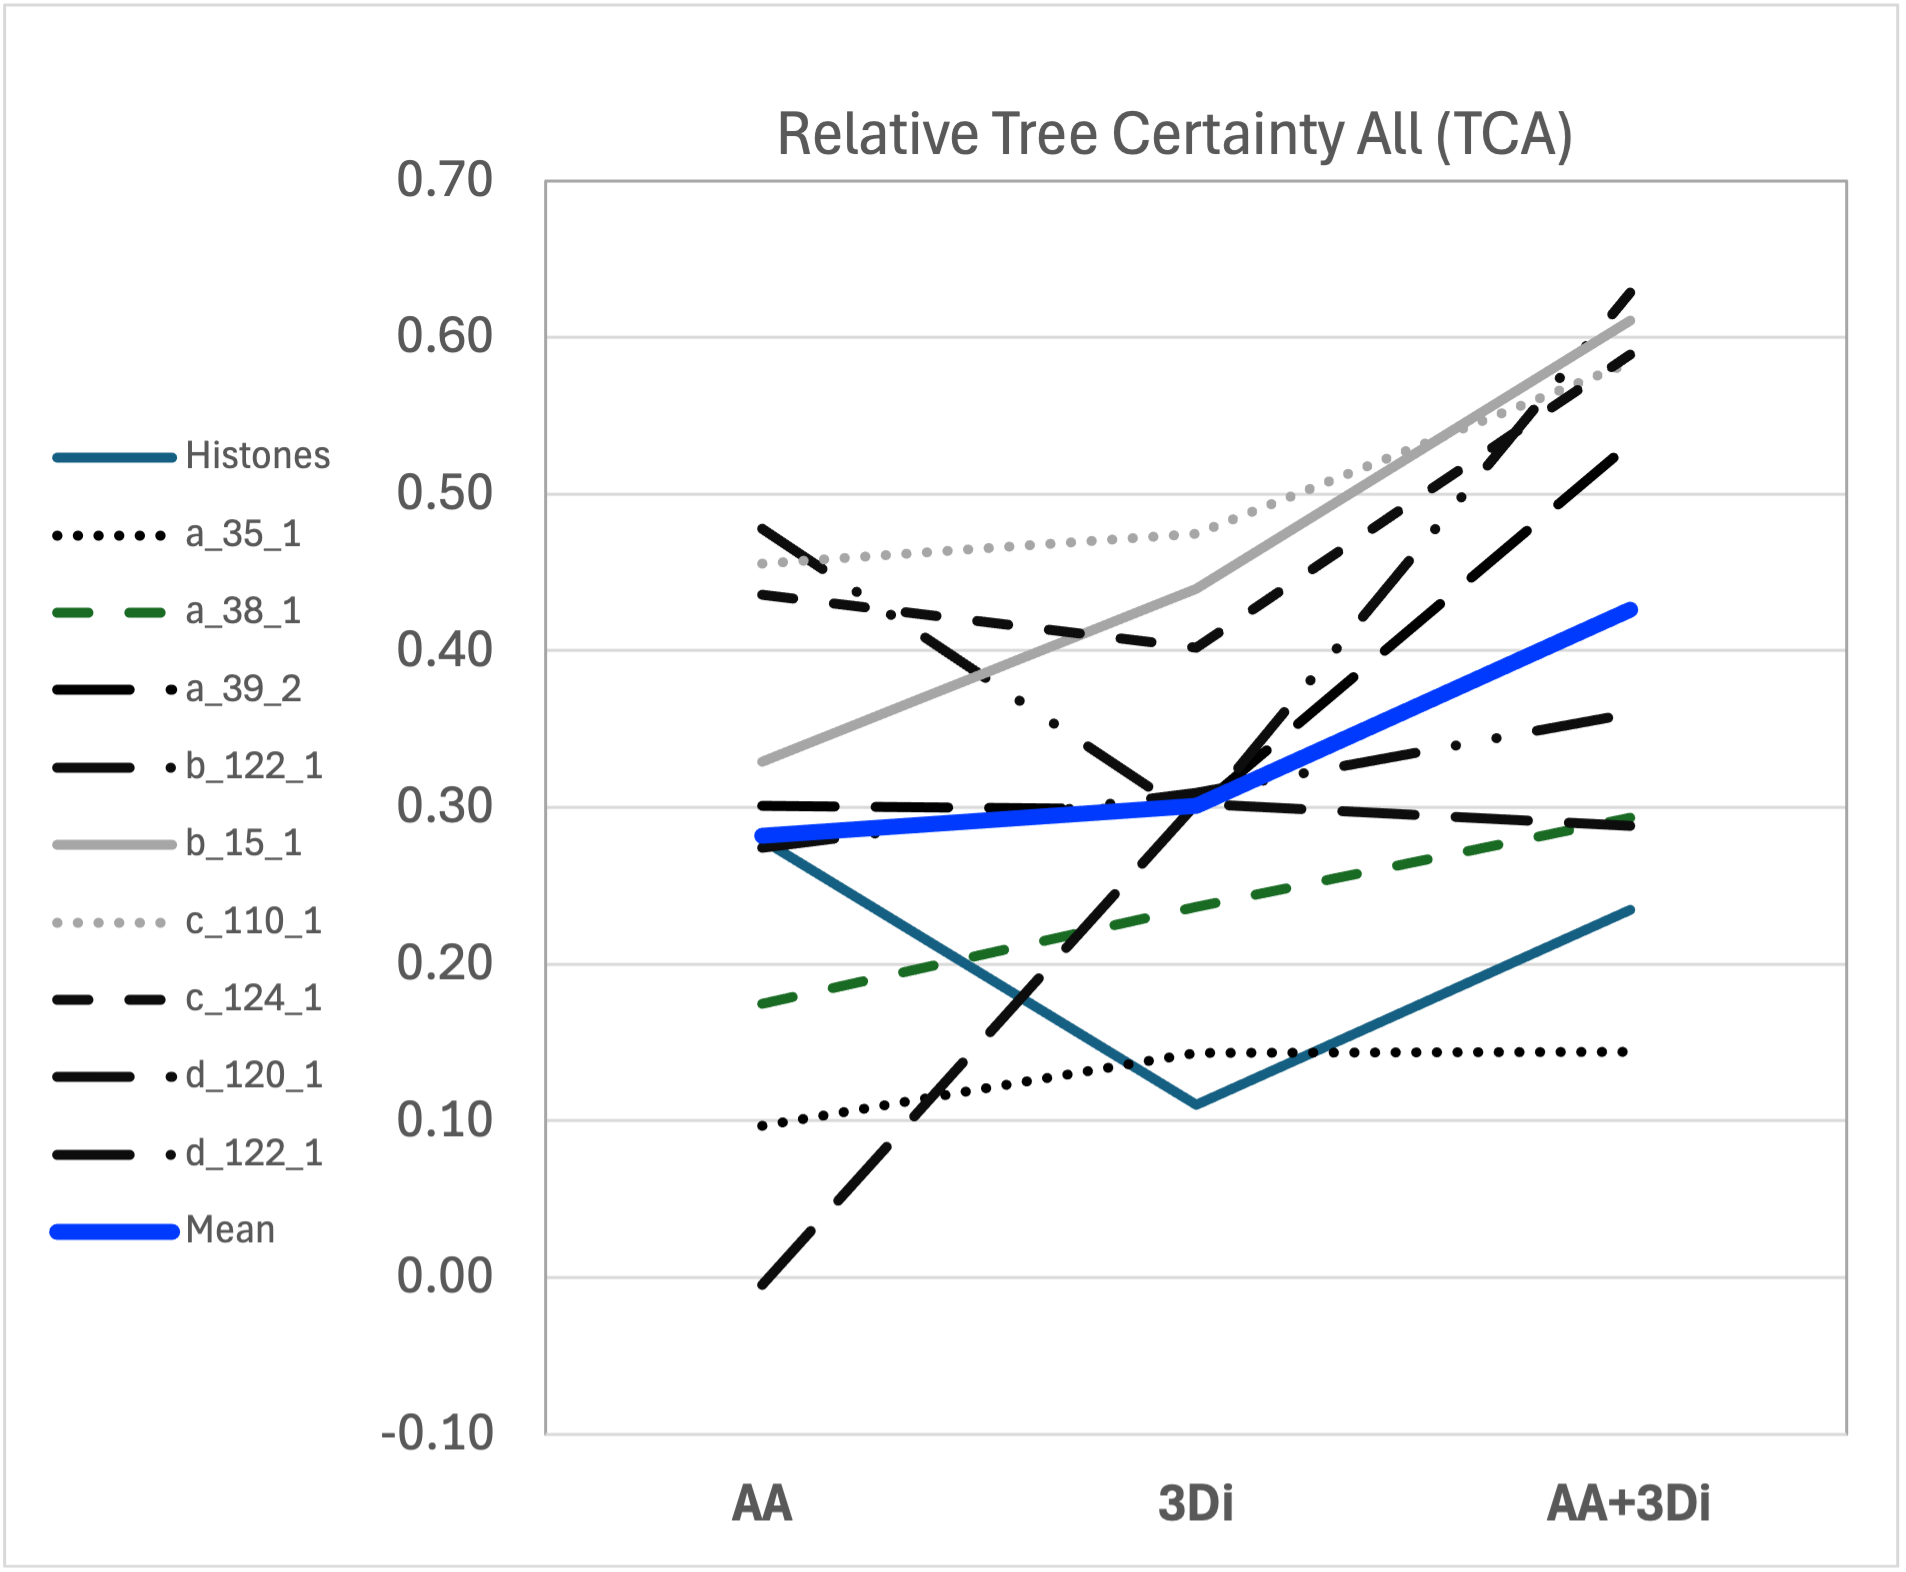 Relative Tree Certainty All (TCA)
0.70
0.60
0.50
0.40
0.30
0.20
0.10
0.00
-0.10
Histones
a_35_1
a_38_1
a_39_2
b_122_1
b_15_1
c_110_1
c_124_1
d_120_1
d_122_1
Mean
AA 3Di AA+3Di